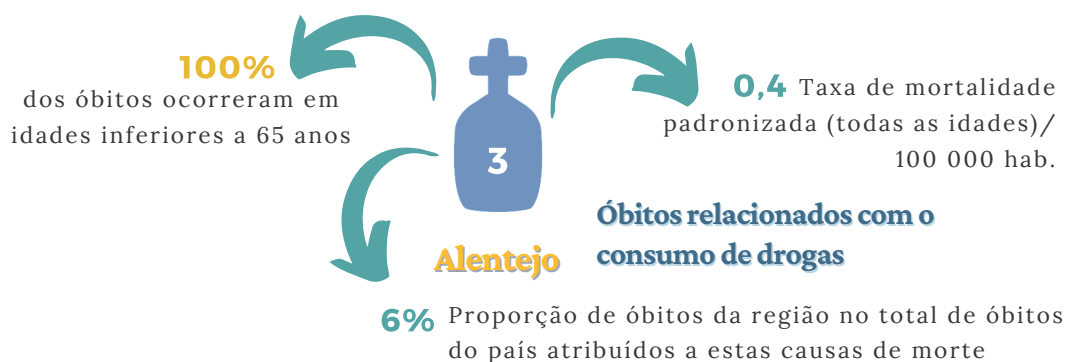 100%
dos óbitos ocorreram em
idades inferiores a 65 anos
3
0,4 Taxa de mortalidade
padronizada (todas as idades)/
100 000 hab.
Óbitos relacionados com o
consumo de drogas
Alentejo
6% Proporção de óbitos da região no total de óbitos
do país atribuídos a estas causas de morte